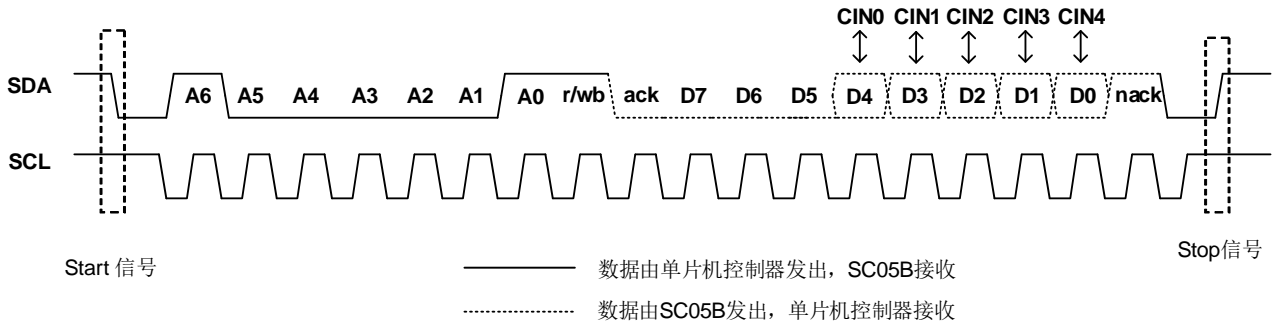 CIN0 CIN1 CIN2 CIN3 CIN4
SDA A6 A5 A4 A3 A2 A1 A0 r/wb ack D7 D6 D5 D4 D3 D2 D1 D0 nack
SCL
Start 信号
Stop信号
数据由单片机控制器发出，SC05B接收
数据由SC05B发出，单片机控制器接收